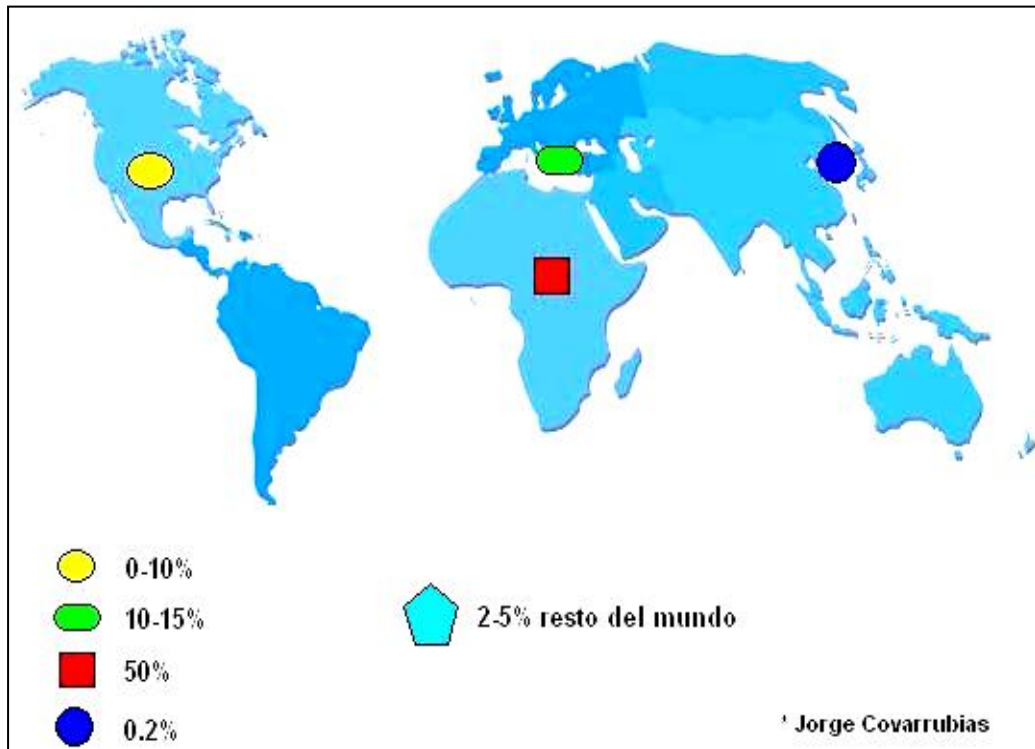 0-10%
10-15%
50%
0.2%
2-5% resto del mundo
* Jorge Covarrubias